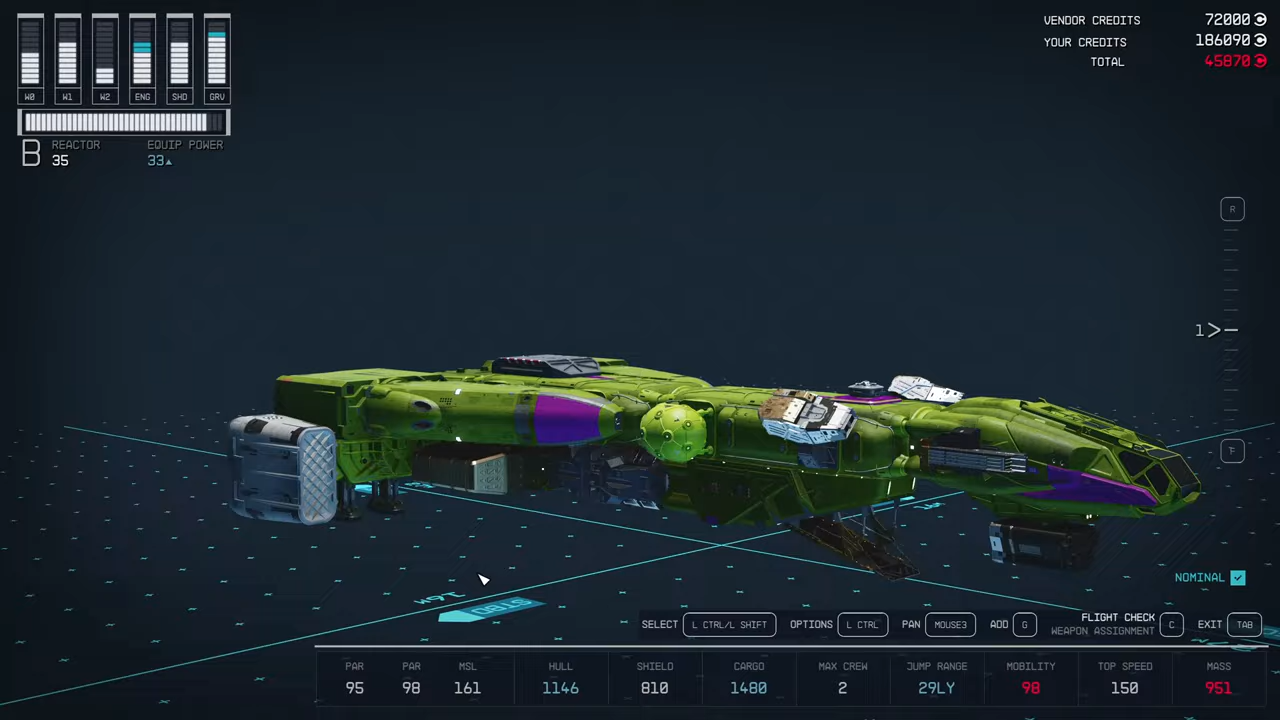 VENDOR CREDITS 72000
YOUR CREDITS 186090
TOTAL 45870
W0 W1 W2 ENG SHD GRV
B REACTOR EQUIP POWER
35 33
R
1
F
16M
STBD
NOMINAL
SELECT L CTRL/L SHIFT OPTIONS L CTRL PAN MOUSE3 ADD G FLIGHT CHECK C EXIT TAB
WEAPON ASSIGNMENT
PAR PAR MSL HULL SHIELD CARGO MAX CREW JUMP RANGE MOBILITY TOP SPEED MASS
95 98 161 1146 810 1480 2 29LY 98 150 951